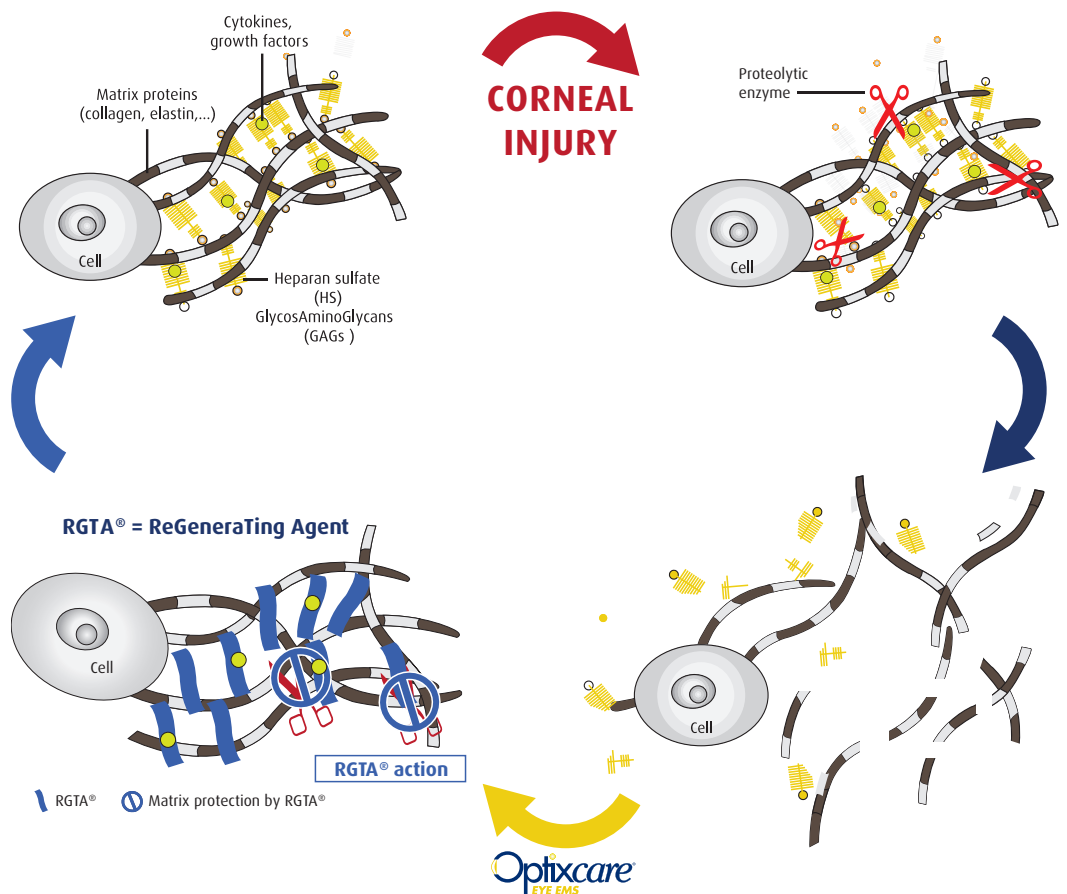 Cytokines,
growth factors
Matrix proteins
(collagen, elastin,...)
Cell
Heparan sulfate
(HS)
GlycosAminoGlycans
(GAGs )
CORNEAL
INJURY
Proteolytic
enzyme
Cell
RGTA® = ReGeneraTing Agent
Cell
RGTA® action
RGTA®
Matrix protection by RGTA®
Cell
Optixcare®
EYE EMS